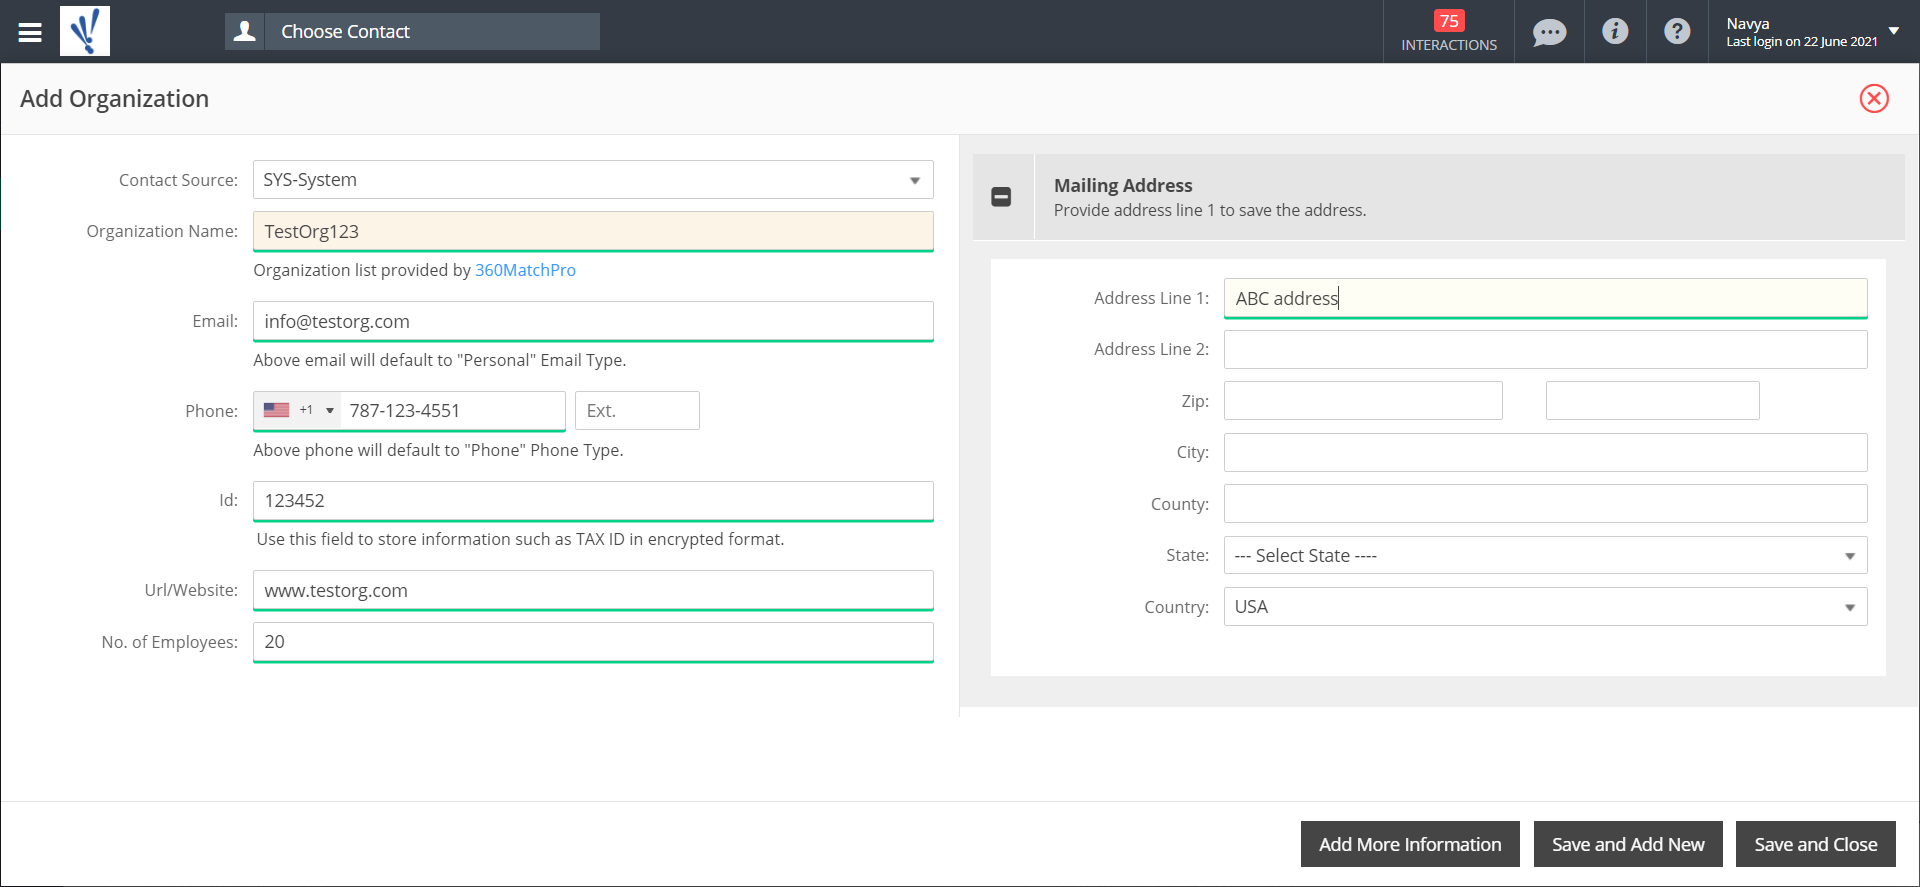 Choose Contact
75
INTERACTIONS
Navya
Last login on 22 June 2021
Add Organization
Contact Source:
SYS-System
Organization Name:
TestOrg123
Organization list provided by 360MatchPro
Email:
info@testorg.com
Above email will default to "Personal" Email Type.
Phone:
+1
787-123-4551
Ext.
Above phone will default to "Phone" Phone Type.
Id:
123452
Use this field to store information such as TAX ID in encrypted format.
Url/Website:
www.testorg.com
No. of Employees:
20
Mailing Address
Provide address line 1 to save the address.
Address Line 1:
ABC address
Address Line 2:
Zip:
City:
County:
State:
--- Select State ----
Country:
USA
Add More Information
Save and Add New
Save and Close